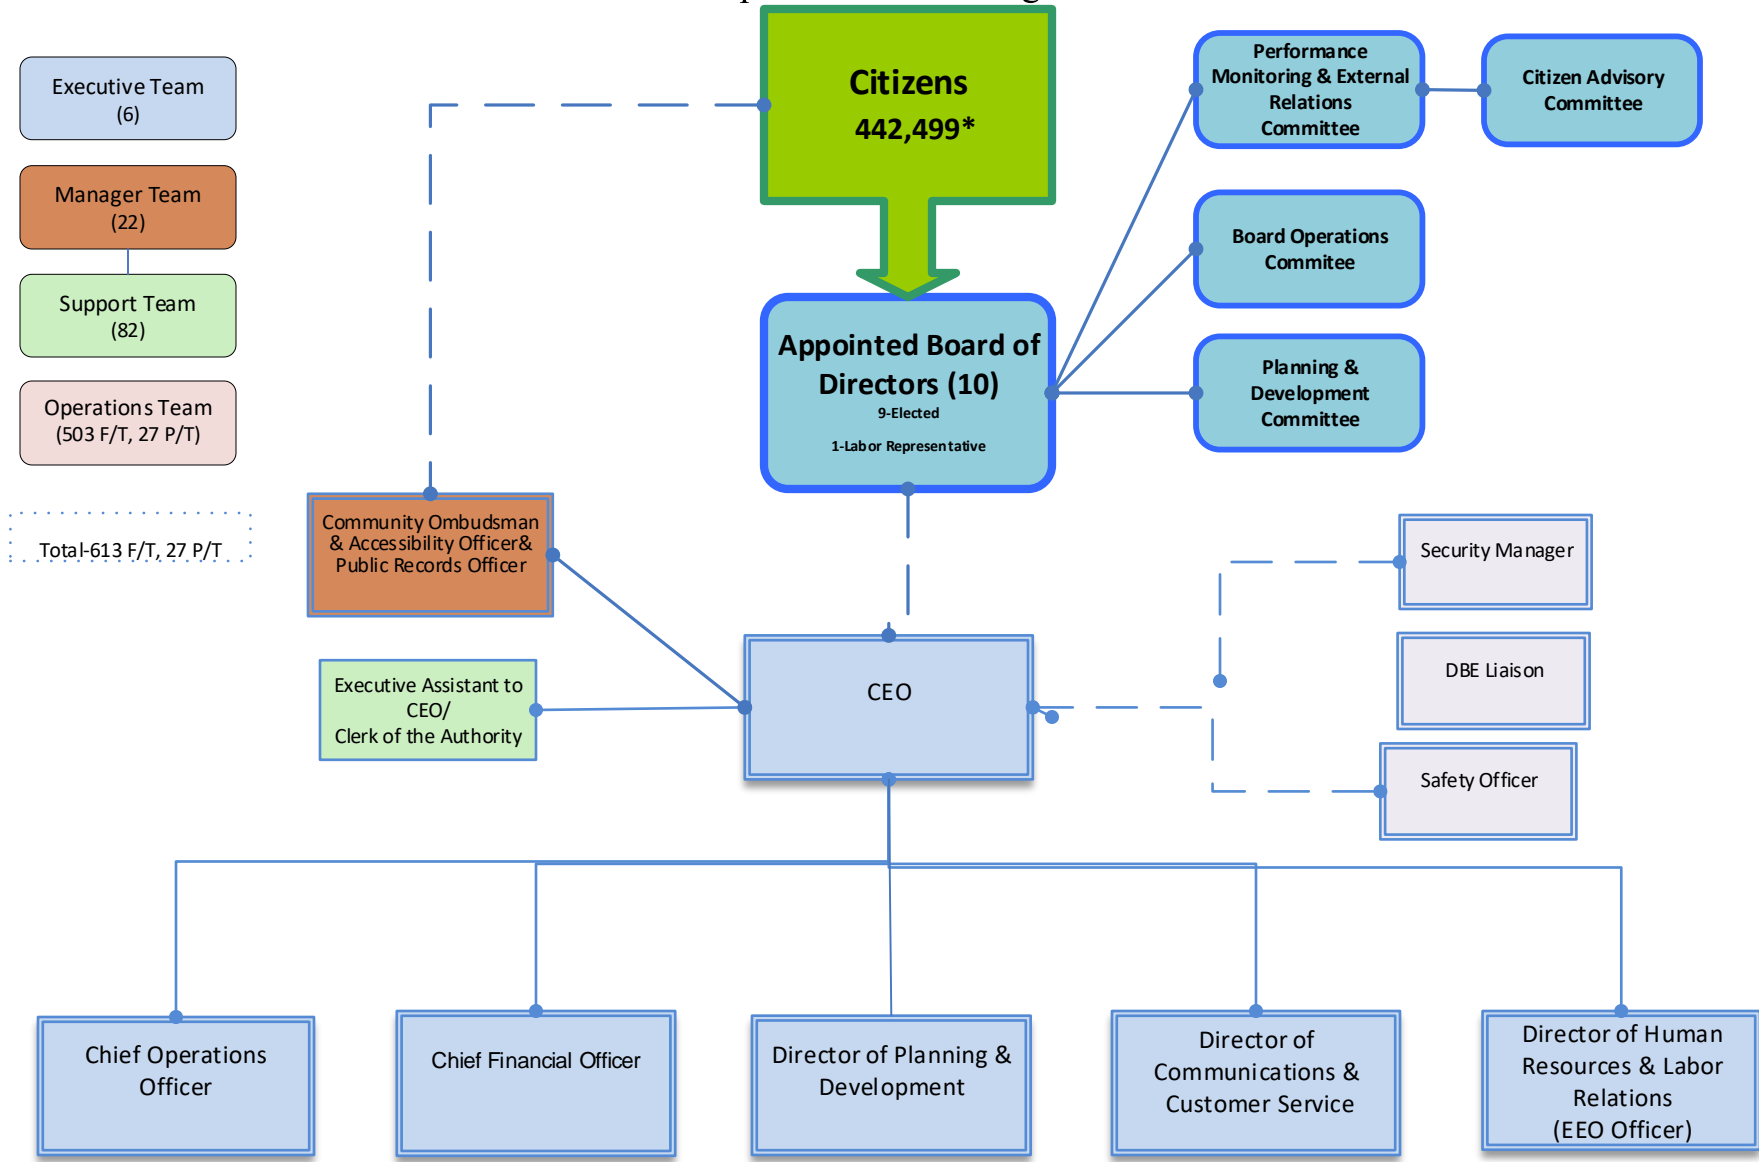 Citizens
442,499*
Performance
Monitoring & External
Relations
Committee
Citizen Advisory
Committee
Executive Team
(6)
Manager Team
(22)
Support Team
(82)
Operations Team
(503 F/T, 27 P/T)
Total-613 F/T, 27 P/T
Board Operations
Commitee
Planning &
Development
Committee
Appointed Board of
Directors (10)
9-Elected
1-Labor Representative
Community Ombudsman
& Accessibility Officer&
Public Records Officer
Executive Assistant to
CEO/
Clerk of the Authority
CEO
Security Manager
DBE Liaison
Safety Officer
Chief Operations
Officer
Chief Financial Officer
Director of Planning &
Development
Director of
Communications &
Customer Service
Director of Human
Resources & Labor
Relations
(EEO Officer)